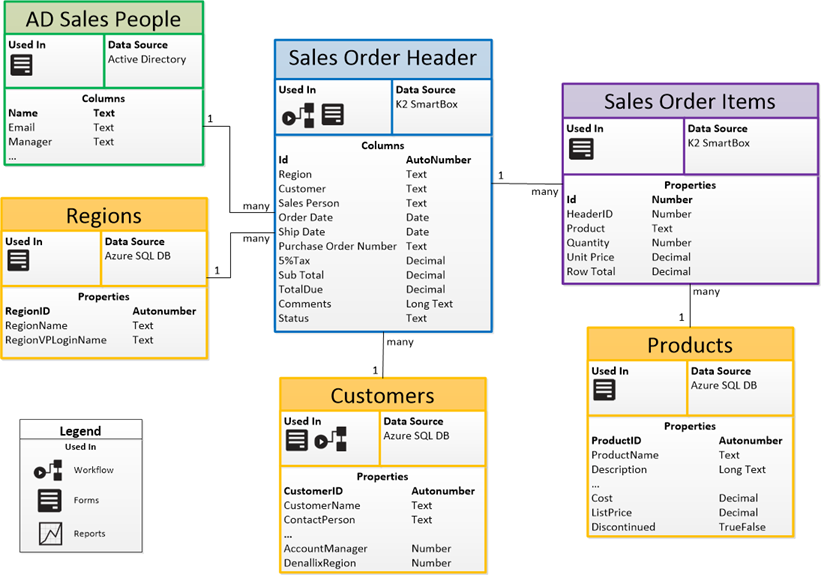 AD Sales People
Used In
Data Source
Active Directory
Columns
Name Text
Email Text
Manager Text
...
1
many
Regions
Used In
Data Source
Azure SQL DB
Properties
RegionID Autonumber
RegionName Text
RegionVPLoginName Text
1
many
Sales Order Header
Used In
Data Source
K2 SmartBox
Columns
Id AutoNumber
Region Text
Customer Text
Sales Person Text
Order Date Date
Ship Date Date
Purchase Order Number Text
5%Tax Decimal
Sub Total Decimal
TotalDue Decimal
Comments Long Text
Status Text
1
many
Sales Order Items
Used In
Data Source
K2 SmartBox
Properties
Id Number
HeaderID Number
Product Text
Quantity Number
Unit Price Decimal
Row Total Decimal
many
1
Products
Used In
Data Source
Azure SQL DB
Properties
ProductID Autonumber
ProductName Text
Description Long Text
...
Cost Decimal
ListPrice Decimal
Discontinued TrueFalse
many
1
Customers
Used In
Data Source
Azure SQL DB
Properties
CustomerID Autonumber
CustomerName Text
ContactPerson Text
...
AccountManager Number
DenallixRegion Number
Legend
Used In
Workflow
Forms
Reports